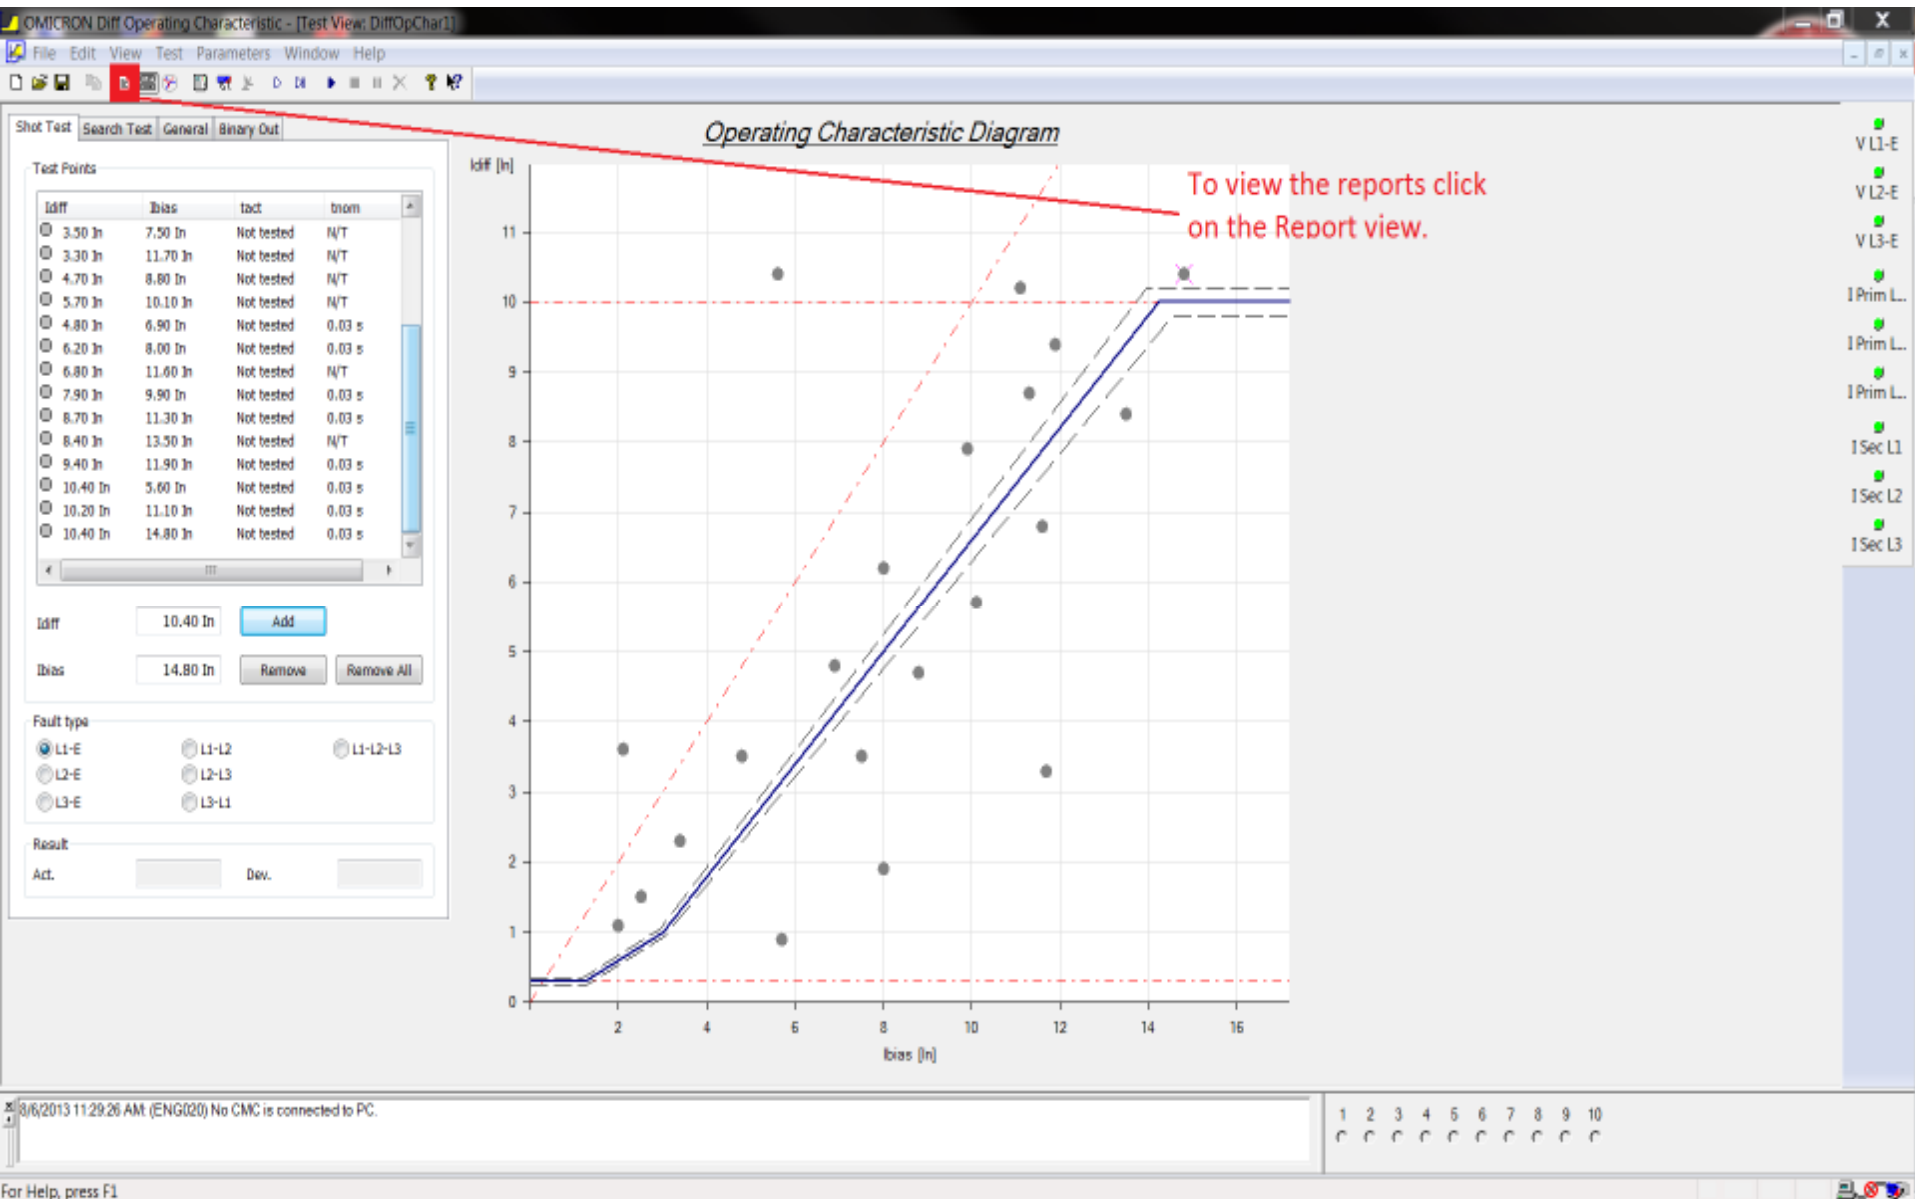 OMICRON Diff Operating Characteristic - [Test View: DiffOpChar1]
File Edit View Test Parameters Window Help
Shot Test Search Test General Binary Out
Test Points
Idiff Ibias tact tnom
3.50 In 7.50 In Not tested N/T
3.30 In 11.70 In Not tested N/T
4.70 In 8.80 In Not tested N/T
5.70 In 10.10 In Not tested N/T
4.80 In 6.90 In Not tested 0.03 s
6.20 In 8.00 In Not tested 0.03 s
6.80 In 11.60 In Not tested N/T
7.90 In 9.90 In Not tested 0.03 s
8.70 In 11.30 In Not tested 0.03 s
8.40 In 13.50 In Not tested N/T
9.40 In 11.90 In Not tested 0.03 s
10.40 In 5.60 In Not tested 0.03 s
10.20 In 11.10 In Not tested 0.03 s
10.40 In 14.80 In Not tested 0.03 s
Idiff 10.40 In Add
Ibias 14.80 In Remove Remove All
Fault type
L1-E L1-L2 L1-L2-L3
L2-E L2-L3
L3-E L3-L1
Result
Act. Dev.
Operating Characteristic Diagram
Idiff [In]
11
10
9
8
7
6
5
4
3
2
1
0
2 4 6 8 10 12 14 16
Ibias [In]
To view the reports click
on the Report view.
V L1-E
V L2-E
V L3-E
I Prim L...
I Prim L...
I Prim L...
I Sec L1
I Sec L2
I Sec L3
8/6/2013 11:29:26 AM: (ENG020) No CMC is connected to PC.
1 2 3 4 5 6 7 8 9 10
For Help, press F1